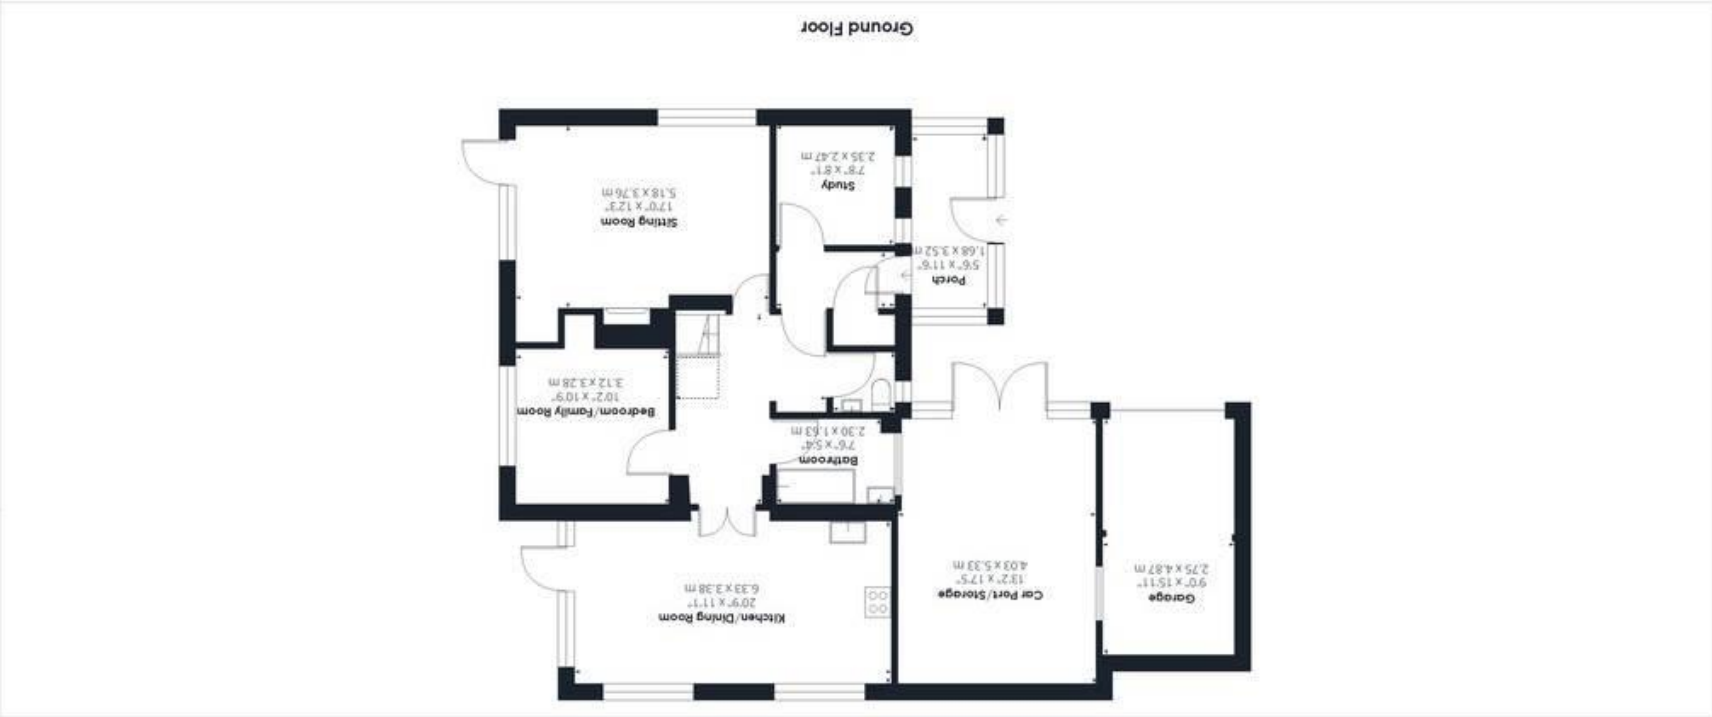 Kitchen/Dining Room
20'9" x 11'1"
6.33 x 3.38 m
Garage
9'0" x 15'11"
2.75 x 4.87 m
Car Port/Storage
13'2" x 17'5"
4.03 x 5.33 m
Bathroom
7'6" x 5'4"
2.30 x 1.63 m
Bedroom/Family Room
10'2" x 10'9"
3.12 x 3.28 m
Porch
5'6" x 11'6"
1.68 x 3.52 m
Sitting Room
17'0" x 12'3"
5.18 x 3.76 m
Study
7'8" x 8'1"
2.35 x 2.47 m
Ground Floor